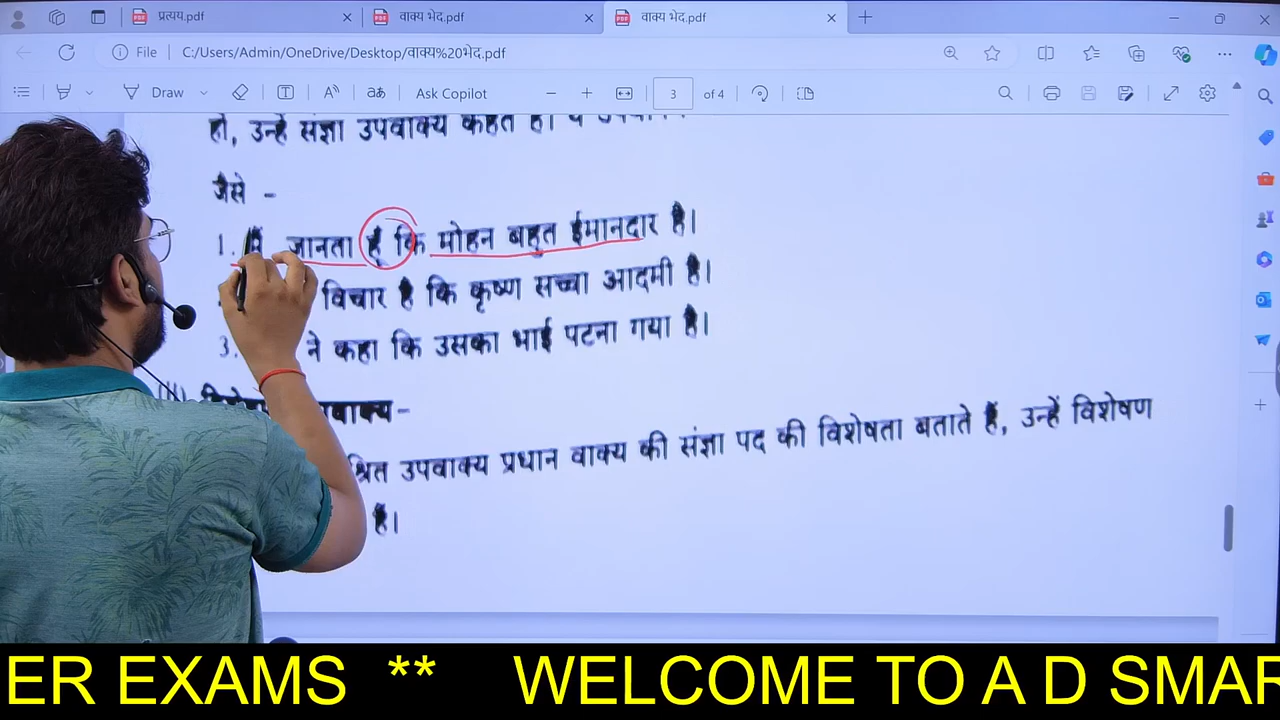 प्रत्यय.pdf
वाक्य भेद.pdf
वाक्य भेद.pdf
File C:/Users/Admin/OneDrive/Desktop/वाक्य%20भेद.pdf
Draw
Ask Copilot
3 of 4
हो, उन्हें संज्ञा उपवाक्य कहते हैं।
जैसे -
1. मैं जानता हूँ कि मोहन बहुत ईमानदार है।
विचार है कि कृष्ण सच्चा आदमी है।
3. ने कहा कि उसका भाई पटना गया है।
श्रित उपवाक्य प्रधान वाक्य की संज्ञा पद की विशेषता बताते हैं, उन्हें विशेषण
हैं।
ER EXAMS ** WELCOME TO A D SMAR